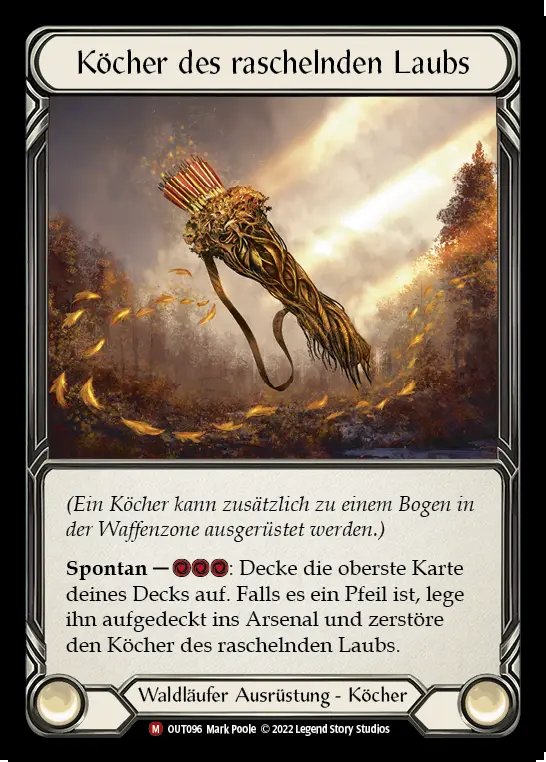 Köcher des raschelnden Laubs
(Ein Köcher kann zusätzlich zu einem Bogen in
der Waffenzone ausgerüstet werden.)
Spontan — : Decke die oberste Karte
deines Decks auf. Falls es ein Pfeil ist, lege
ihn aufgedeckt ins Arsenal und zerstöre
den Köcher des raschelnden Laubs.
Waldläufer Ausrüstung - Köcher
M OUT096 Mark Poole © 2022 Legend Story Studios